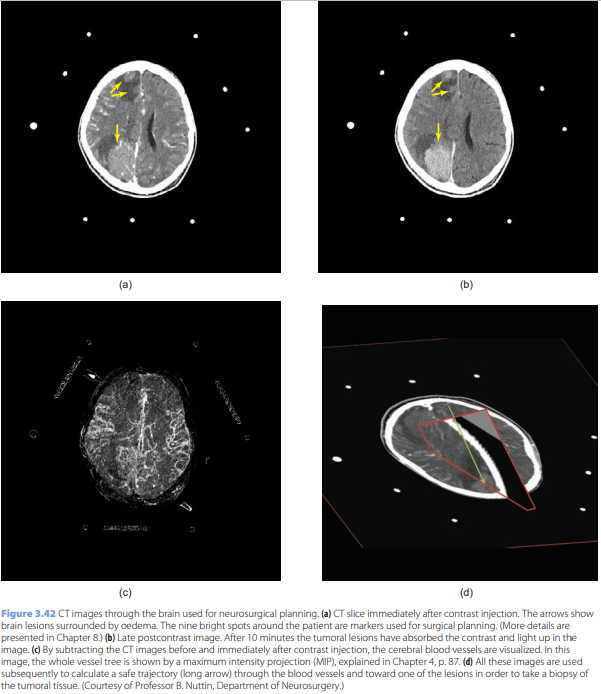 (a)
(b)
(c)
(d)
Figure 3.42 CT images through the brain used for neurosurgical planning. (a) CT slice immediately after contrast injection. The arrows show
brain lesions surrounded by oedema. The nine bright spots around the patient are markers used for surgical planning. (More details are
presented in Chapter 8.) (b) Late postcontrast image. After 10 minutes the tumoral lesions have absorbed the contrast and light up in the
image. (c) By subtracting the CT images before and immediately after contrast injection, the cerebral blood vessels are visualized. In this
image, the whole vessel tree is shown by a maximum intensity projection (MIP), explained in Chapter 4, p. 87. (d) All these images are used
subsequently to calculate a safe trajectory (long arrow) through the blood vessels and toward one of the lesions in order to take a biopsy of
the tumoral tissue. (Courtesy of Professor B. Nuttin, Department of Neurosurgery.)